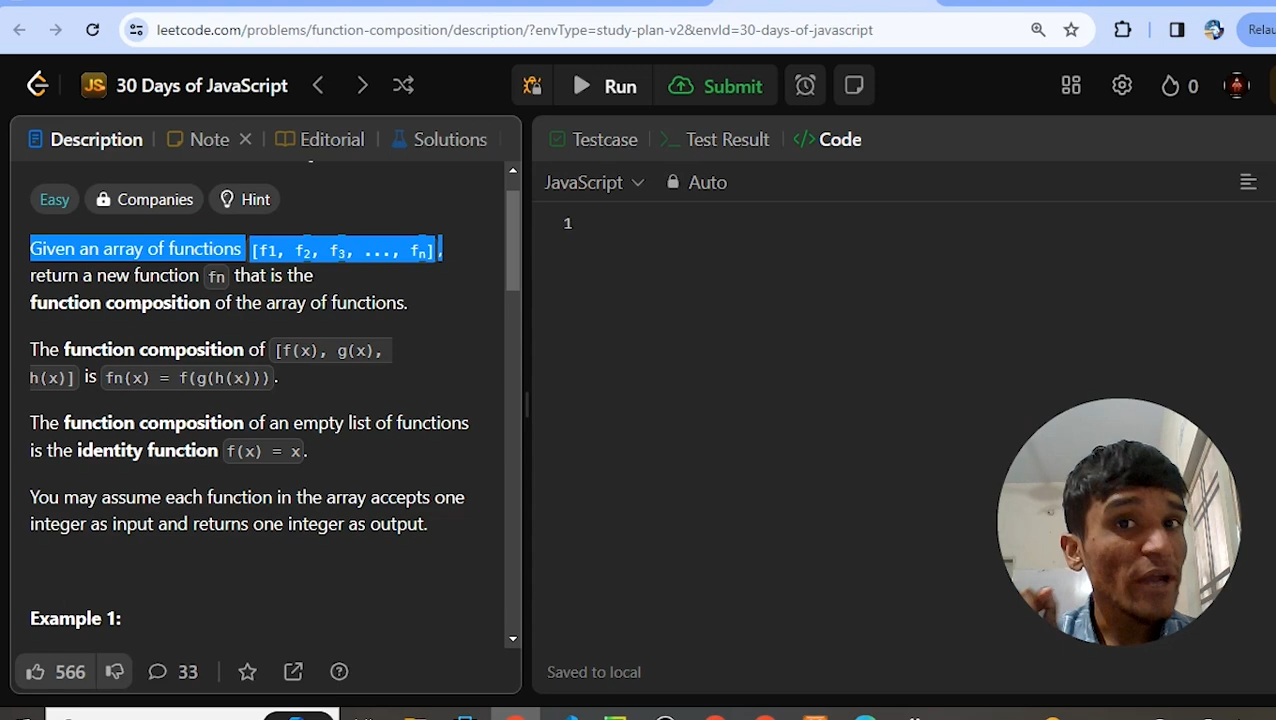 leetcode.com/problems/function-composition/description/?envType=study-plan-v2&envId=30-days-of-javascript
Relau
JS 30 Days of JavaScript
Run
Submit
0
Description
Note
Editorial
Solutions
Testcase
Test Result
</> Code
Easy
Companies
Hint
JavaScript
Auto
1
Given an array of functions [f1, f2, f3, ..., fn],
return a new function fn that is the
function composition of the array of functions.
The function composition of [f(x), g(x),
h(x)] is fn(x) = f(g(h(x))).
The function composition of an empty list of functions
is the identity function f(x) = x.
You may assume each function in the array accepts one
integer as input and returns one integer as output.
Example 1:
566
33
Saved to local